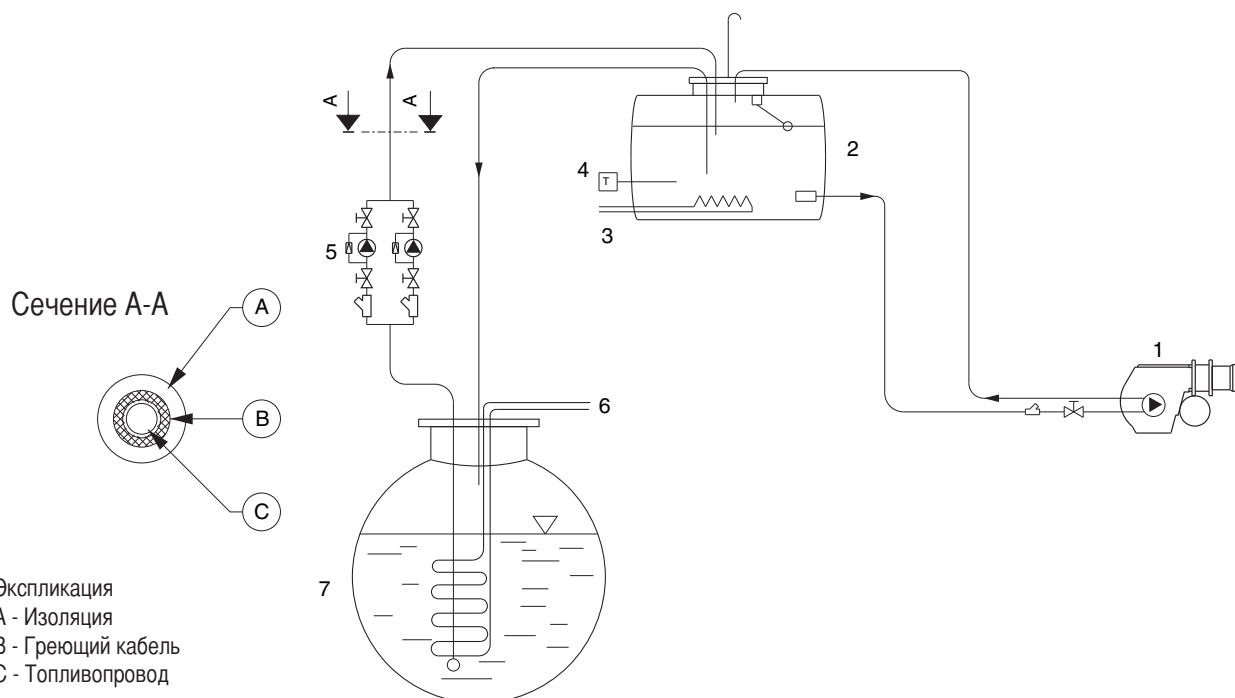 A
A
2
4
T
3
5
Сечение А-А
A
1
B
6
C
7
Экспликация
А - Изоляция
В - Греющий кабель
С - Топливопровод